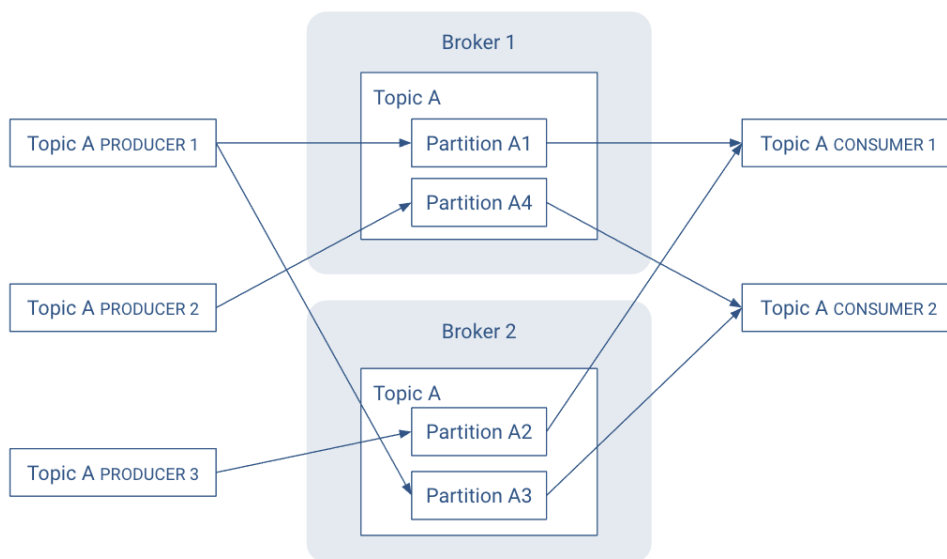 Broker 1
Topic A
Topic A PRODUCER 1
Partition A1
Topic A CONSUMER 1
Partition A4
Topic A PRODUCER 2
Topic A CONSUMER 2
Broker 2
Topic A
Partition A2
Topic A PRODUCER 3
Partition A3